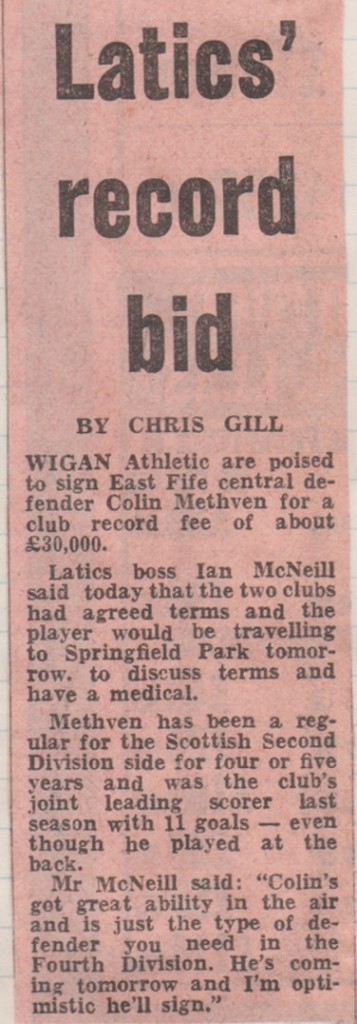 Latics'
record
bid
BY CHRIS GILL
WIGAN Athletic are poised
to sign East Fife central de-
fender Colin Methven for a
club record fee of about
£30,000.
Latics boss Ian McNeill
said today that the two clubs
had agreed terms and the
player would be travelling
to Springfield Park tomor-
row. to discuss terms and
have a medical.
Methven has been a reg-
ular for the Scottish Second
Division side for four or five
years and was the club's
joint leading scorer last
season with 11 goals — even
though he played at the
back.
Mr McNeill said: "Colin's
got great ability in the air
and is just the type of de-
fender you need in the
Fourth Division. He's com-
ing tomorrow and I'm opti-
mistic he'll sign."